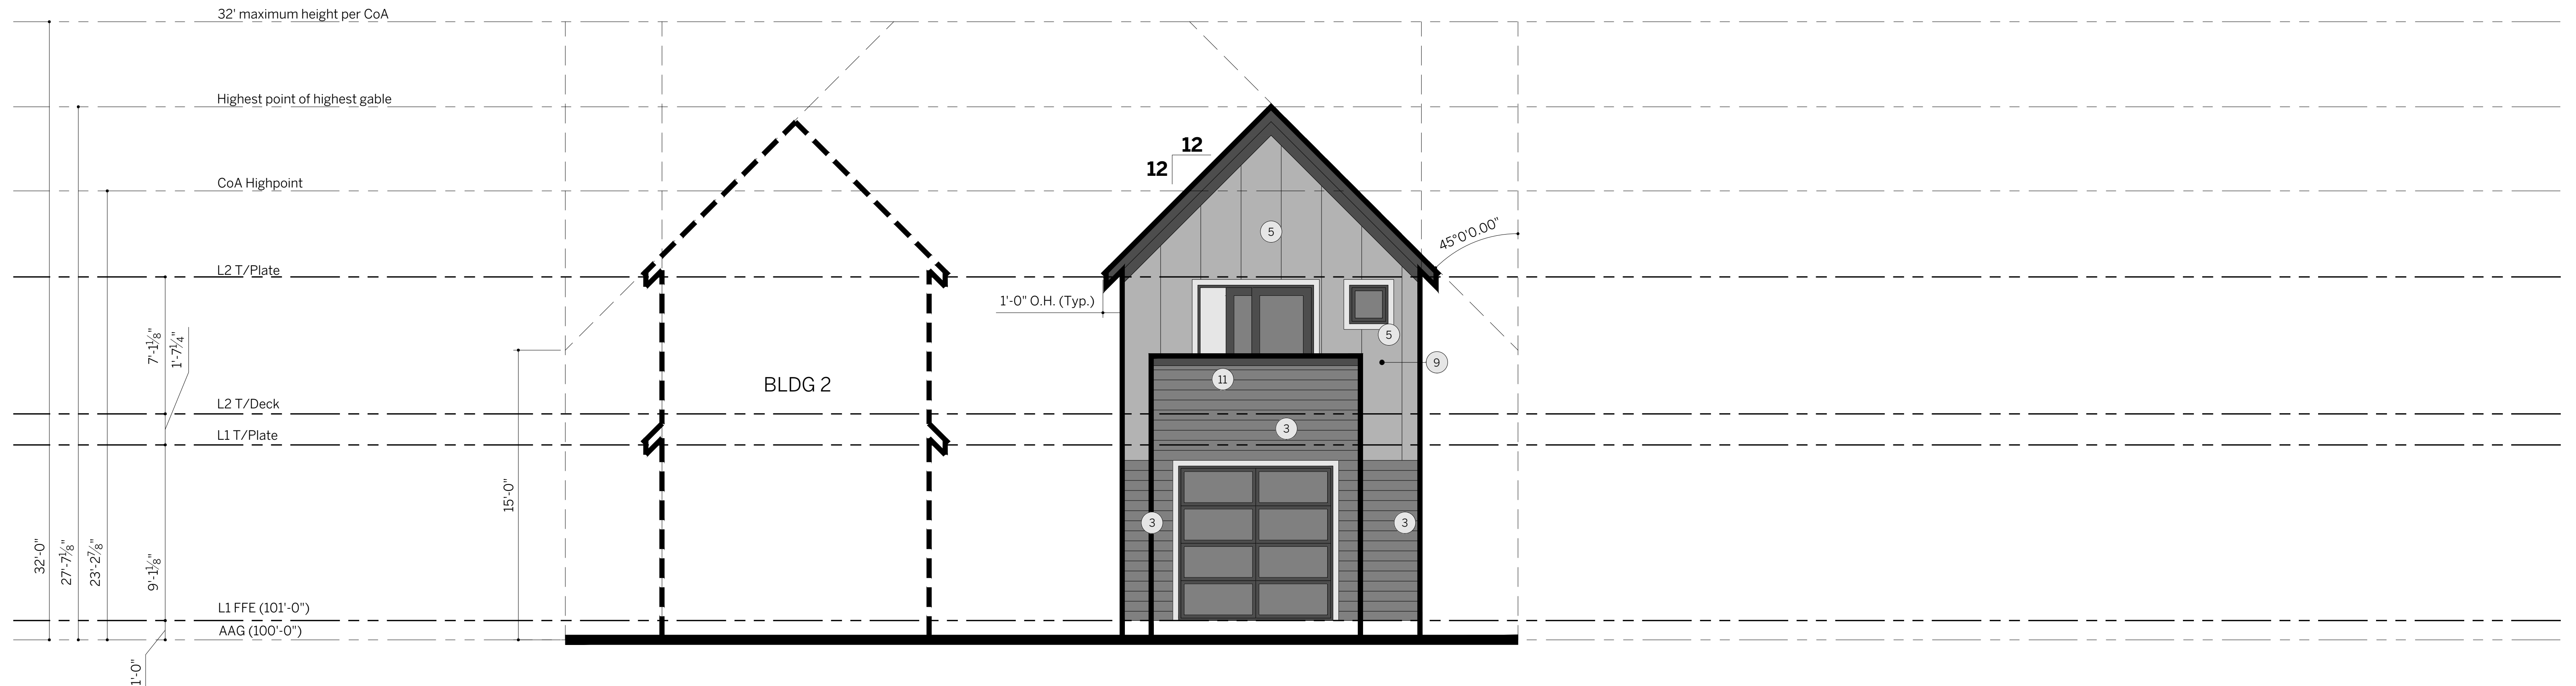 32' maximum height per CoA
Highest point of highest gable
12
12
CoA Highpoint
45°0'0.00"
5
L2 T/Plate
1'-0" O.H. (Typ.)
7'-1⅛"
1'-7¼"
5
9
BLDG 2
11
L2 T/Deck
3
L1 T/Plate
15'-0"
3
3
32'-0"
27'-7⅛"
23'-2⅞"
9'-1⅛"
L1 FFE (101'-0")
AAG (100'-0")
1'-0"